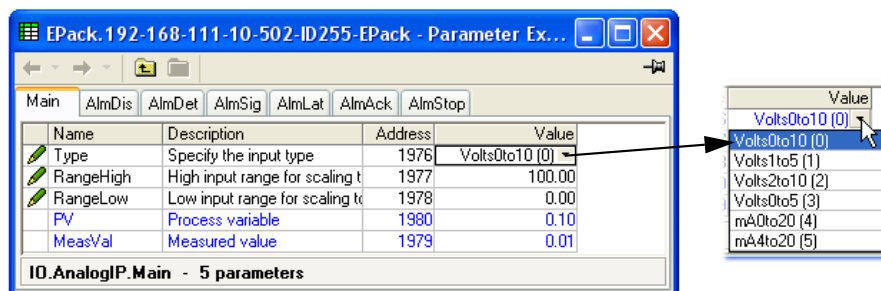 EPack.192-168-111-10-502-ID255-EPack - Parameter Ex...
Main AlmDis AlmDet AlmSig AlmLat AlmAck AlmStop
Name Description Address Value
Type Specify the input type 1976 Volts0to10 (0)
RangeHigh High input range for scaling t 1977 100.00
RangeLow Low input range for scaling to 1978 0.00
PV Process variable 1980 0.10
MeasVal Measured value 1979 0.01
IO.AnalogIP.Main - 5 parameters
Value
Volts0to10 (0)
Volts0to10 (0)
Volts1to5 (1)
Volts2to10 (2)
Volts0to5 (3)
mA0to20 (4)
mA4to20 (5)